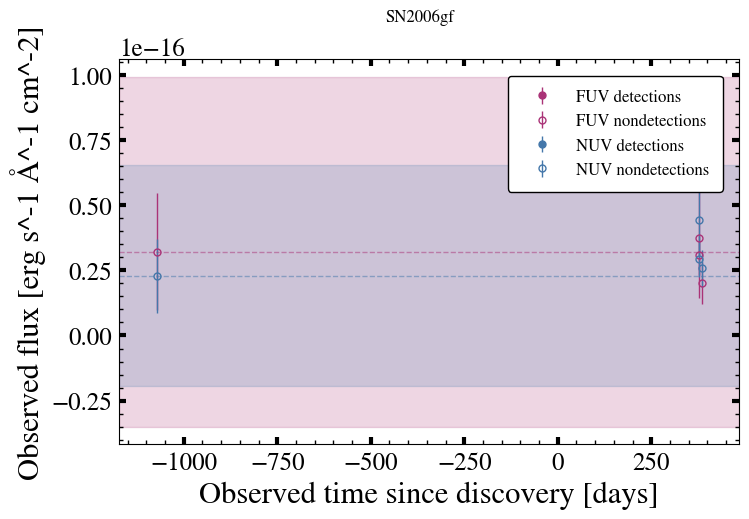 SN2006gf
1e−16
Observed flux [erg s^-1 Å^-1 cm^-2]
1.00
0.75
0.50
0.25
0.00
−0.25
FUV detections
FUV nondetections
NUV detections
NUV nondetections
−1000 −750 −500 −250 0 250
Observed time since discovery [days]